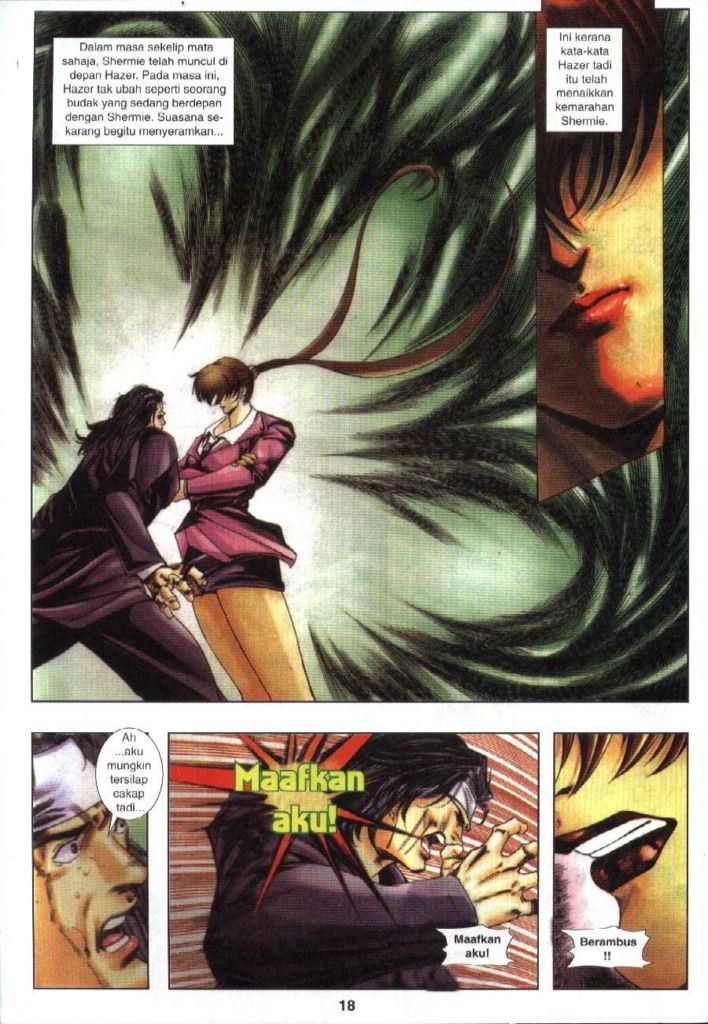 Dalam masa sekelip mata
sahaja, Shermie telah muncul di
depan Hazer. Pada masa ini,
Hazer tak ubah seperti seorang
budak yang sedang berdepan
dengan Shermie. Suasana se-
karang begitu menyeramkan...
Ini kerana
kata-kata
Hazer tadi
itu telah
menaikkan
kemarahan
Shermie.
Ah
...aku
mungkin
tersilap
cakap
tadi...
Maafkan
aku!
Maafkan
aku!
Berambus
!!
18